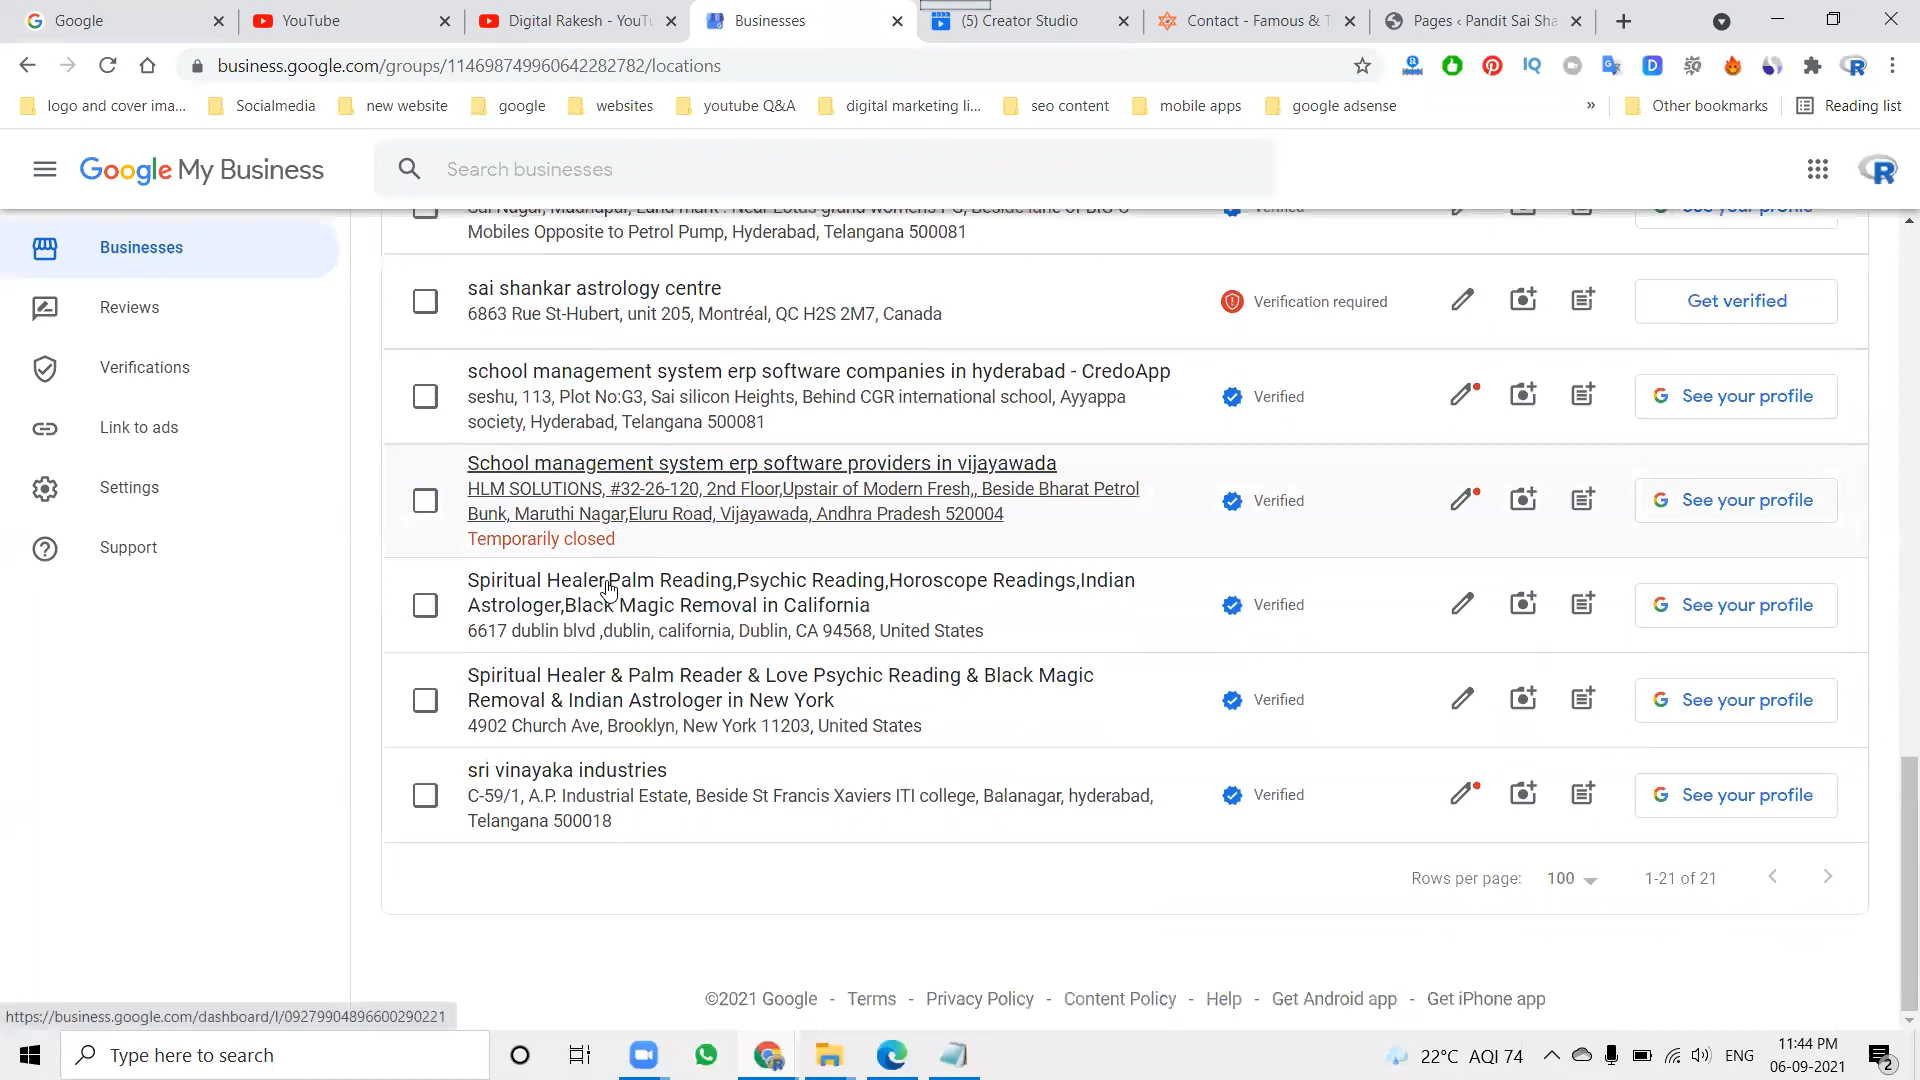 Google
YouTube
Digital Rakesh - YouTu
Businesses
(5) Creator Studio
Contact - Famous & T
Pages ‹ Pandit Sai Sha
business.google.com/groups/114698749960642282782/locations
logo and cover ima...
Socialmedia
new website
google
websites
youtube Q&A
digital marketing li...
seo content
mobile apps
google adsense
»
Other bookmarks
Reading list
Google My Business
Search businesses
Businesses
Reviews
Verifications
Link to ads
Settings
Support
Mobiles Opposite to Petrol Pump, Hyderabad, Telangana 500081
sai shankar astrology centre
6863 Rue St-Hubert, unit 205, Montréal, QC H2S 2M7, Canada
Verification required
Get verified
school management system erp software companies in hyderabad - CredoApp
seshu, 113, Plot No:G3, Sai silicon Heights, Behind CGR international school, Ayyappa
society, Hyderabad, Telangana 500081
Verified
See your profile
School management system erp software providers in vijayawada
HLM SOLUTIONS, #32-26-120, 2nd Floor,Upstair of Modern Fresh,, Beside Bharat Petrol
Bunk, Maruthi Nagar,Eluru Road, Vijayawada, Andhra Pradesh 520004
Temporarily closed
Verified
See your profile
Spiritual Healer,Palm Reading,Psychic Reading,Horoscope Readings,Indian
Astrologer,Black Magic Removal in California
6617 dublin blvd ,dublin, california, Dublin, CA 94568, United States
Verified
See your profile
Spiritual Healer & Palm Reader & Love Psychic Reading & Black Magic
Removal & Indian Astrologer in New York
4902 Church Ave, Brooklyn, New York 11203, United States
Verified
See your profile
sri vinayaka industries
C-59/1, A.P. Industrial Estate, Beside St Francis Xaviers ITI college, Balanagar, hyderabad,
Telangana 500018
Verified
See your profile
Rows per page: 100 1-21 of 21
©2021 Google - Terms - Privacy Policy - Content Policy - Help - Get Android app - Get iPhone app
https://business.google.com/dashboard/l/09279904896600290221
Type here to search
22°C AQI 74
ENG
11:44 PM
06-09-2021
2